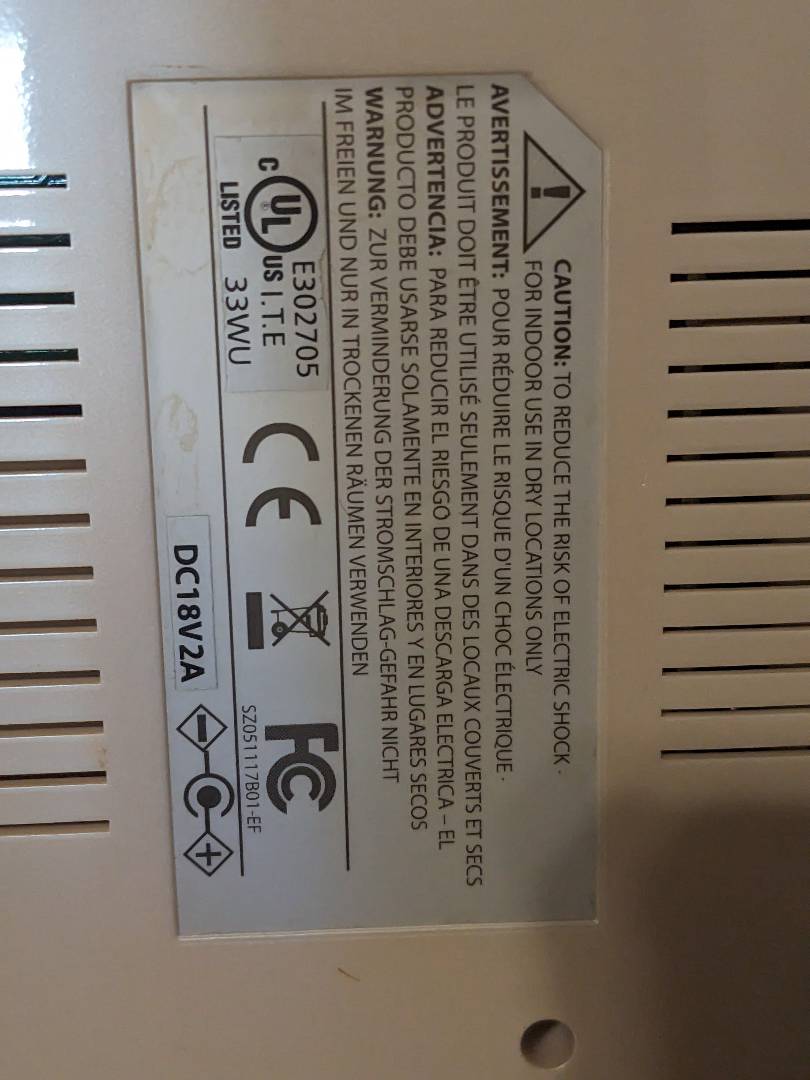 CAUTION: TO REDUCE THE RISK OF ELECTRIC SHOCK ·
FOR INDOOR USE IN DRY LOCATIONS ONLY
AVERTISSEMENT: POUR RÉDUIRE LE RISQUE D'UN CHOC ÉLECTRIQUE ·
LE PRODUIT DOIT ÊTRE UTILISÉ SEULEMENT DANS DES LOCAUX COUVERTS ET SECS
ADVERTENCIA: PARA REDUCIR EL RIESGO DE UNA DESCARGA ELECTRICA – EL
PRODUCTO DEBE USARSE SOLAMENTE EN INTERIORES Y EN LUGARES SECOS
WARNUNG: ZUR VERMINDERUNG DER STROMSCHLAG-GEFAHR NICHT
IM FREIEN UND NUR IN TROCKENEN RÄUMEN VERWENDEN
E302705
C UL US I.T.E
LISTED 33WU
CE
FC
SZ051117B01-EF
DC18V2A